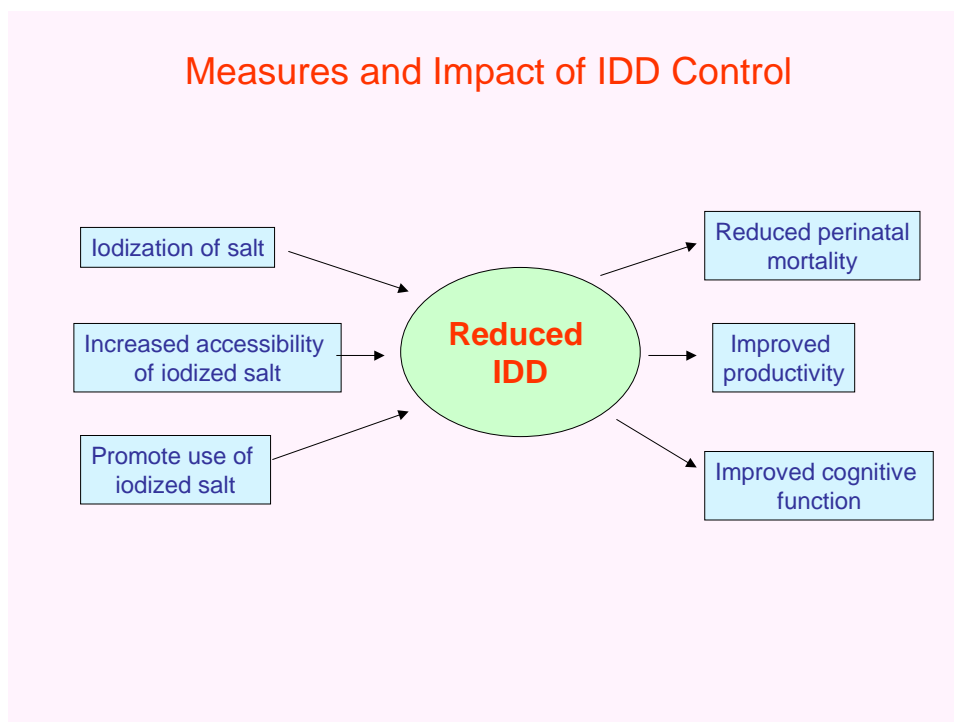 Measures and Impact of IDD Control
Iodization of salt
Increased accessibility
of iodized salt
Promote use of
iodized salt
Reduced
IDD
Reduced perinatal
mortality
Improved
productivity
Improved cognitive
function